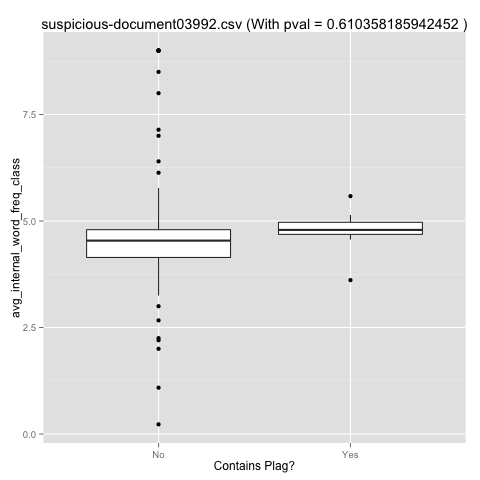 suspicious-document03992.csv (With pval = 0.610358185942452 )
avg_internal_word_freq_class
7.5
5.0
2.5
0.0
No
Yes
Contains Plag?